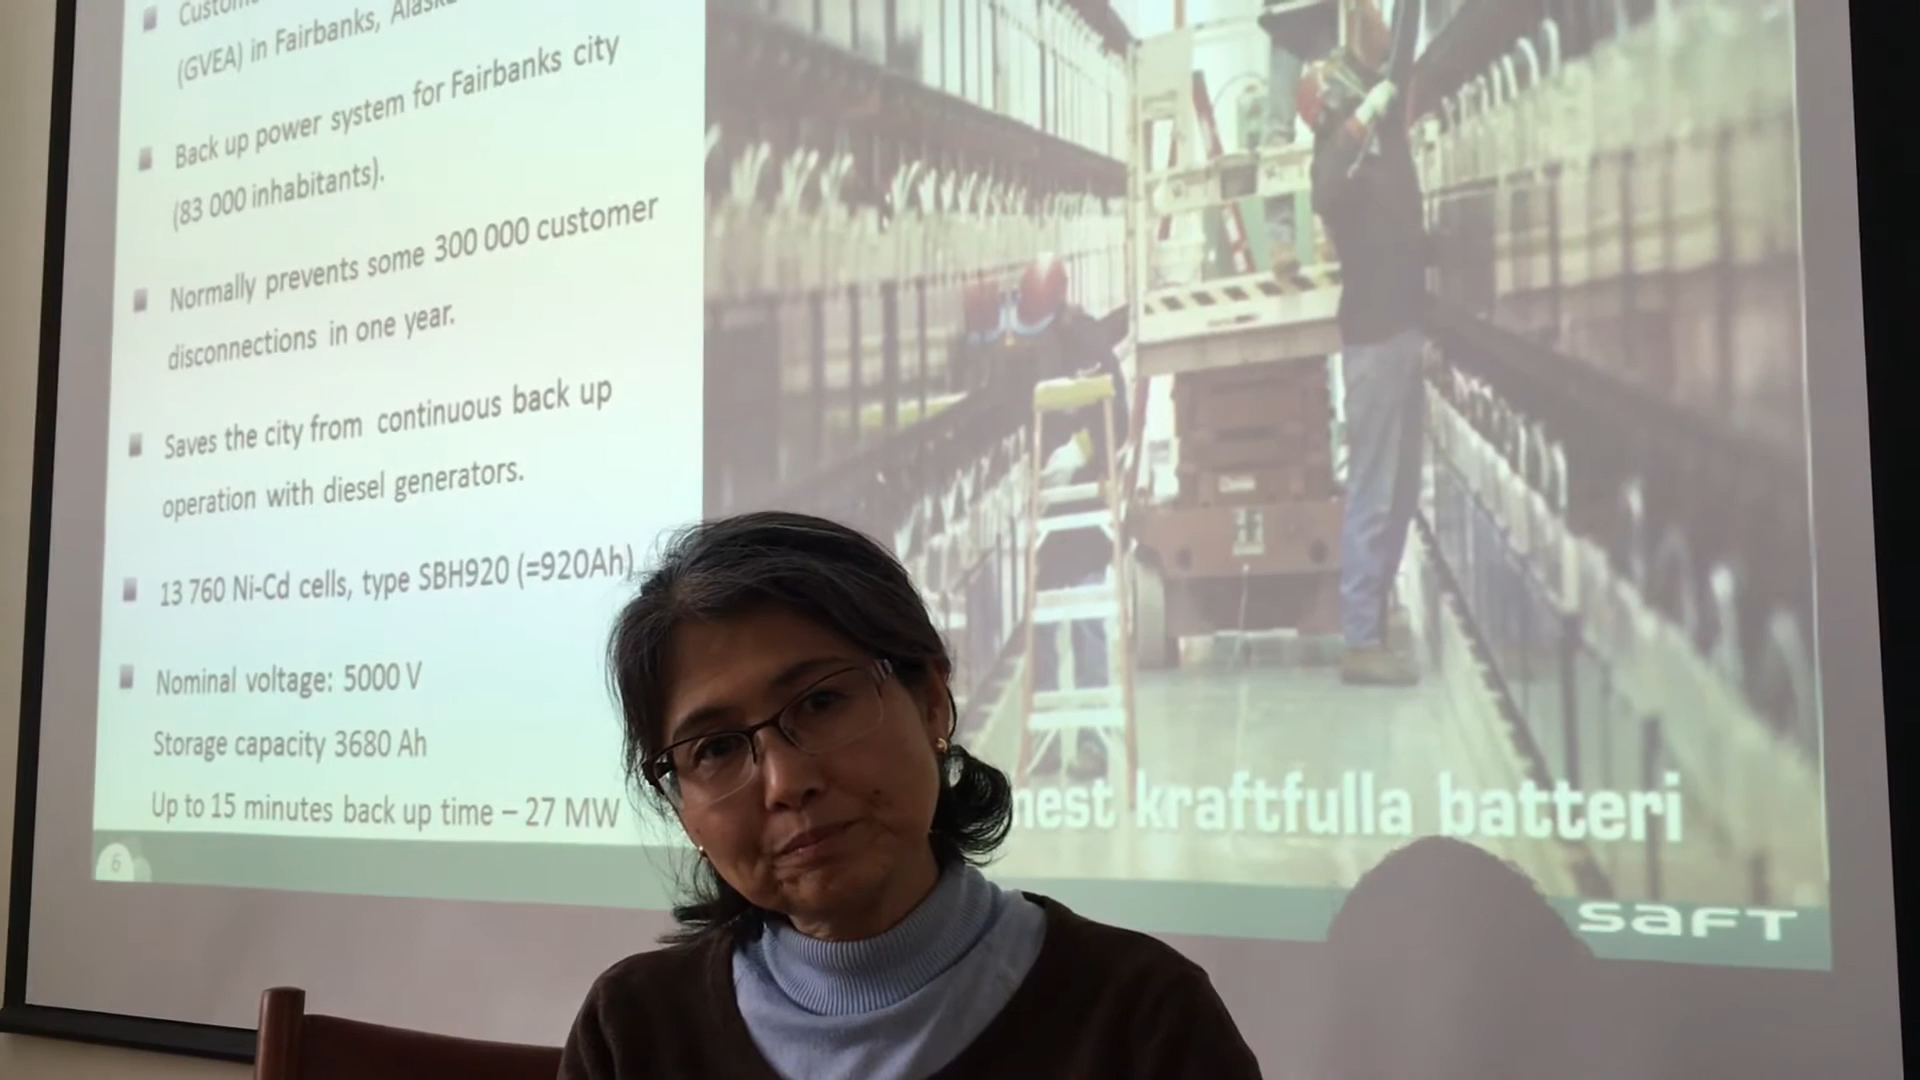 (GVEA) in Fairbanks, Alaska
Back up power system for Fairbanks city
(83 000 inhabitants).
Normally prevents some 300 000 customer
disconnections in one year.
Saves the city from continuous back up
operation with diesel generators.
13 760 Ni-Cd cells, type SBH920 (=920Ah)
Nominal voltage: 5000 V
Storage capacity 3680 Ah
Up to 15 minutes back up time – 27 MW
6
kraftfulla batteri
SAFT